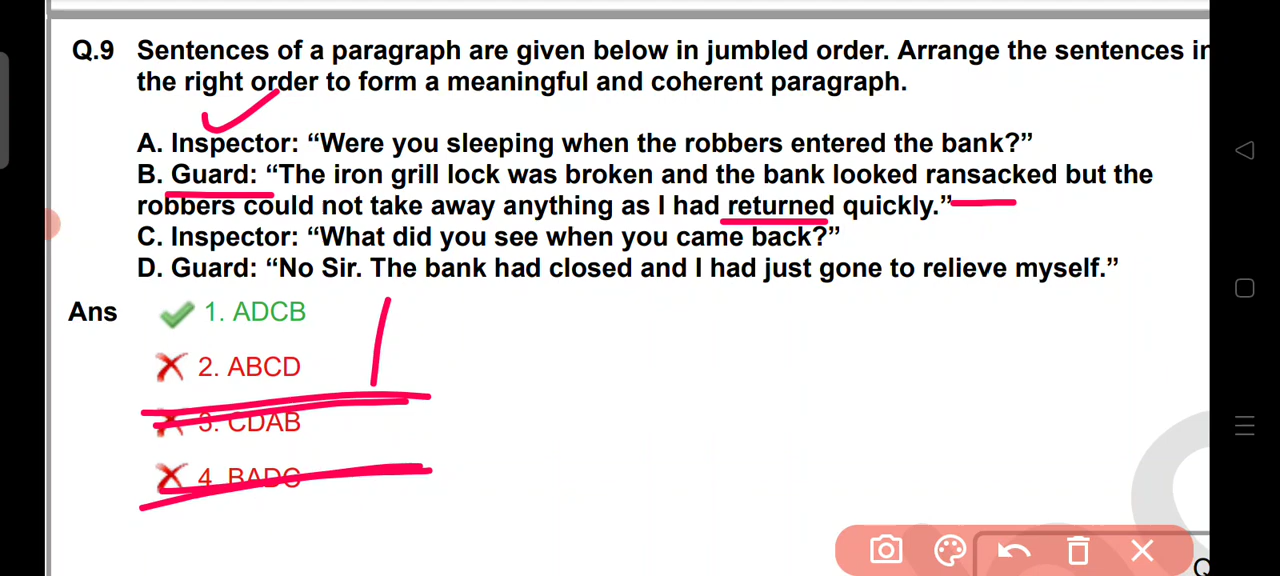 Q.9 Sentences of a paragraph are given below in jumbled order. Arrange the sentences in
the right order to form a meaningful and coherent paragraph.
A. Inspector: “Were you sleeping when the robbers entered the bank?”
B. Guard: “The iron grill lock was broken and the bank looked ransacked but the
robbers could not take away anything as I had returned quickly.”
C. Inspector: “What did you see when you came back?”
D. Guard: “No Sir. The bank had closed and I had just gone to relieve myself.”
Ans 1. ADCB
2. ABCD
3. CDAB
4. BADC